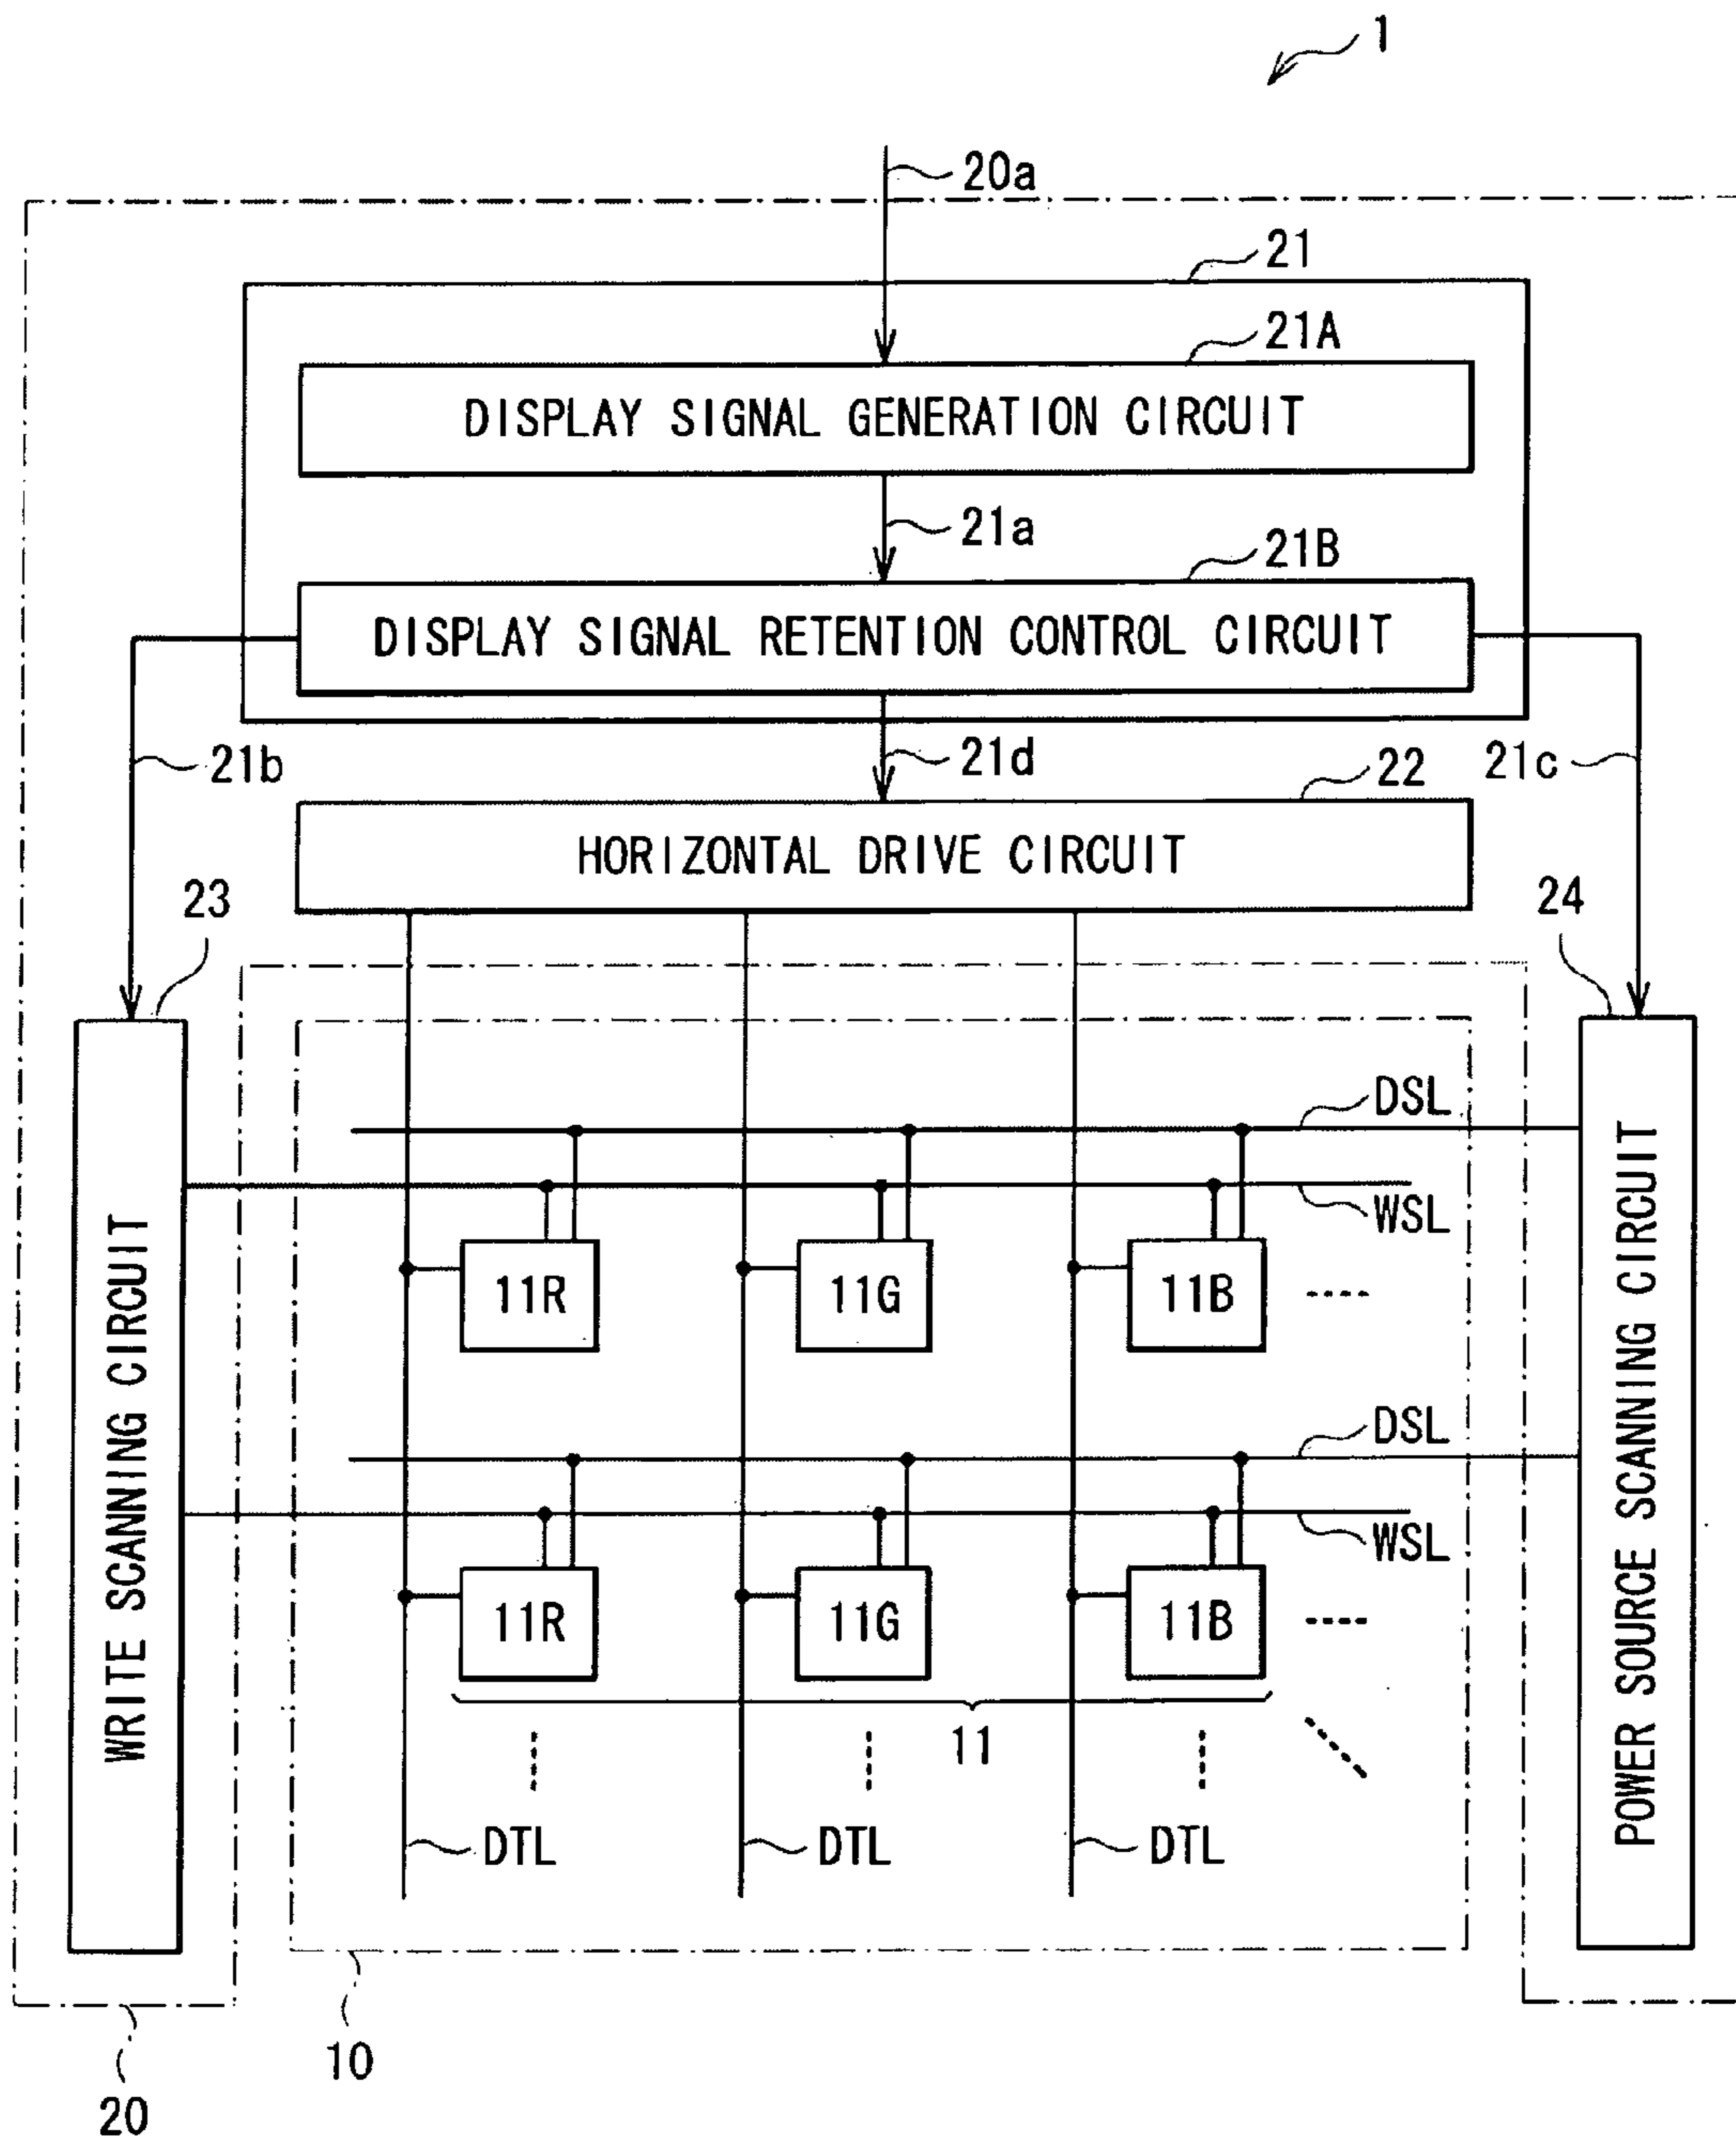 1
20a
21
21A
DISPLAY SIGNAL GENERATION CIRCUIT
21a
21B
DISPLAY SIGNAL RETENTION CONTROL CIRCUIT
21b
21d
22
21c
HORIZONTAL DRIVE CIRCUIT
23
24
DSL
WSL
11R 11G 11B
DSL
WSL
11R 11G 11B
11
DTL DTL DTL
WRITE SCANNING CIRCUIT
POWER SOURCE SCANNING CIRCUIT
10
20